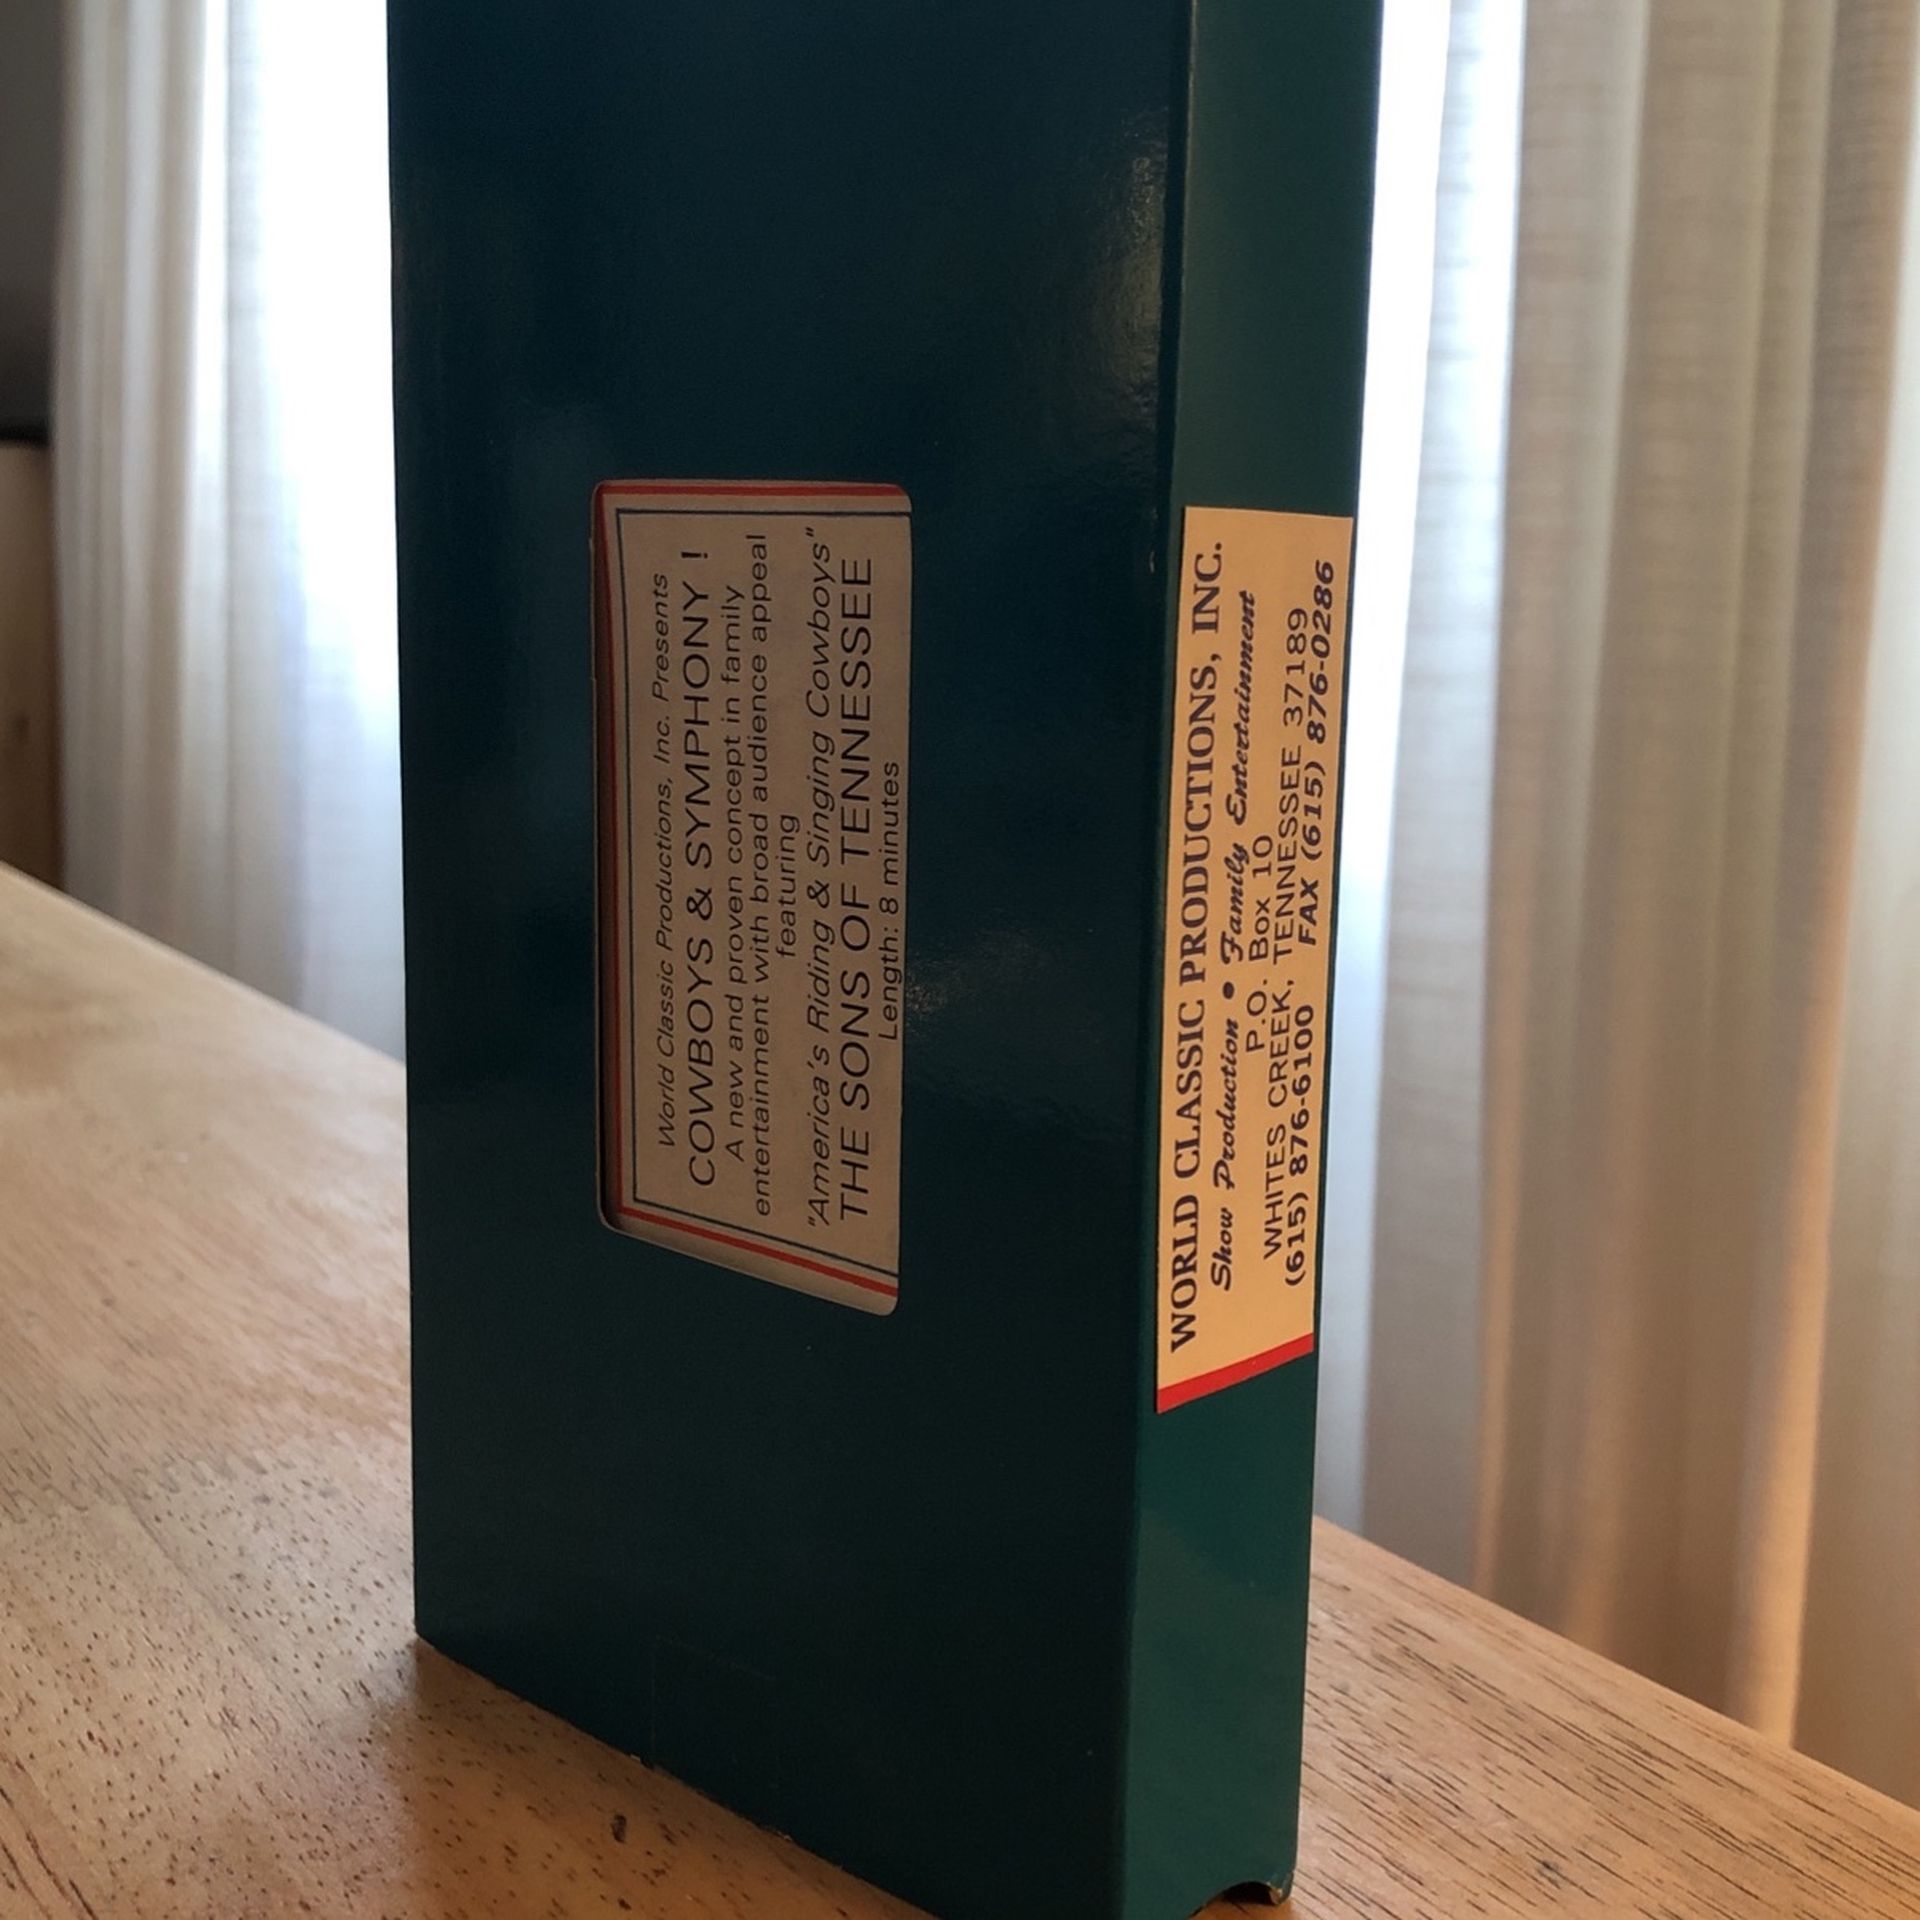 World Classic Productions, Inc. Presents
COWBOYS & SYMPHONY !
A new and proven concept in family
entertainment with broad audience appeal
featuring
"America's Riding & Singing Cowboys"
THE SONS OF TENNESSEE
Length: 8 minutes
WORLD CLASSIC PRODUCTIONS, INC.
Show Production • Family Entertainment
P.O. Box 10
WHITES CREEK, TENNESSEE 37189
(615) 876-6100 FAX (615) 876-0286